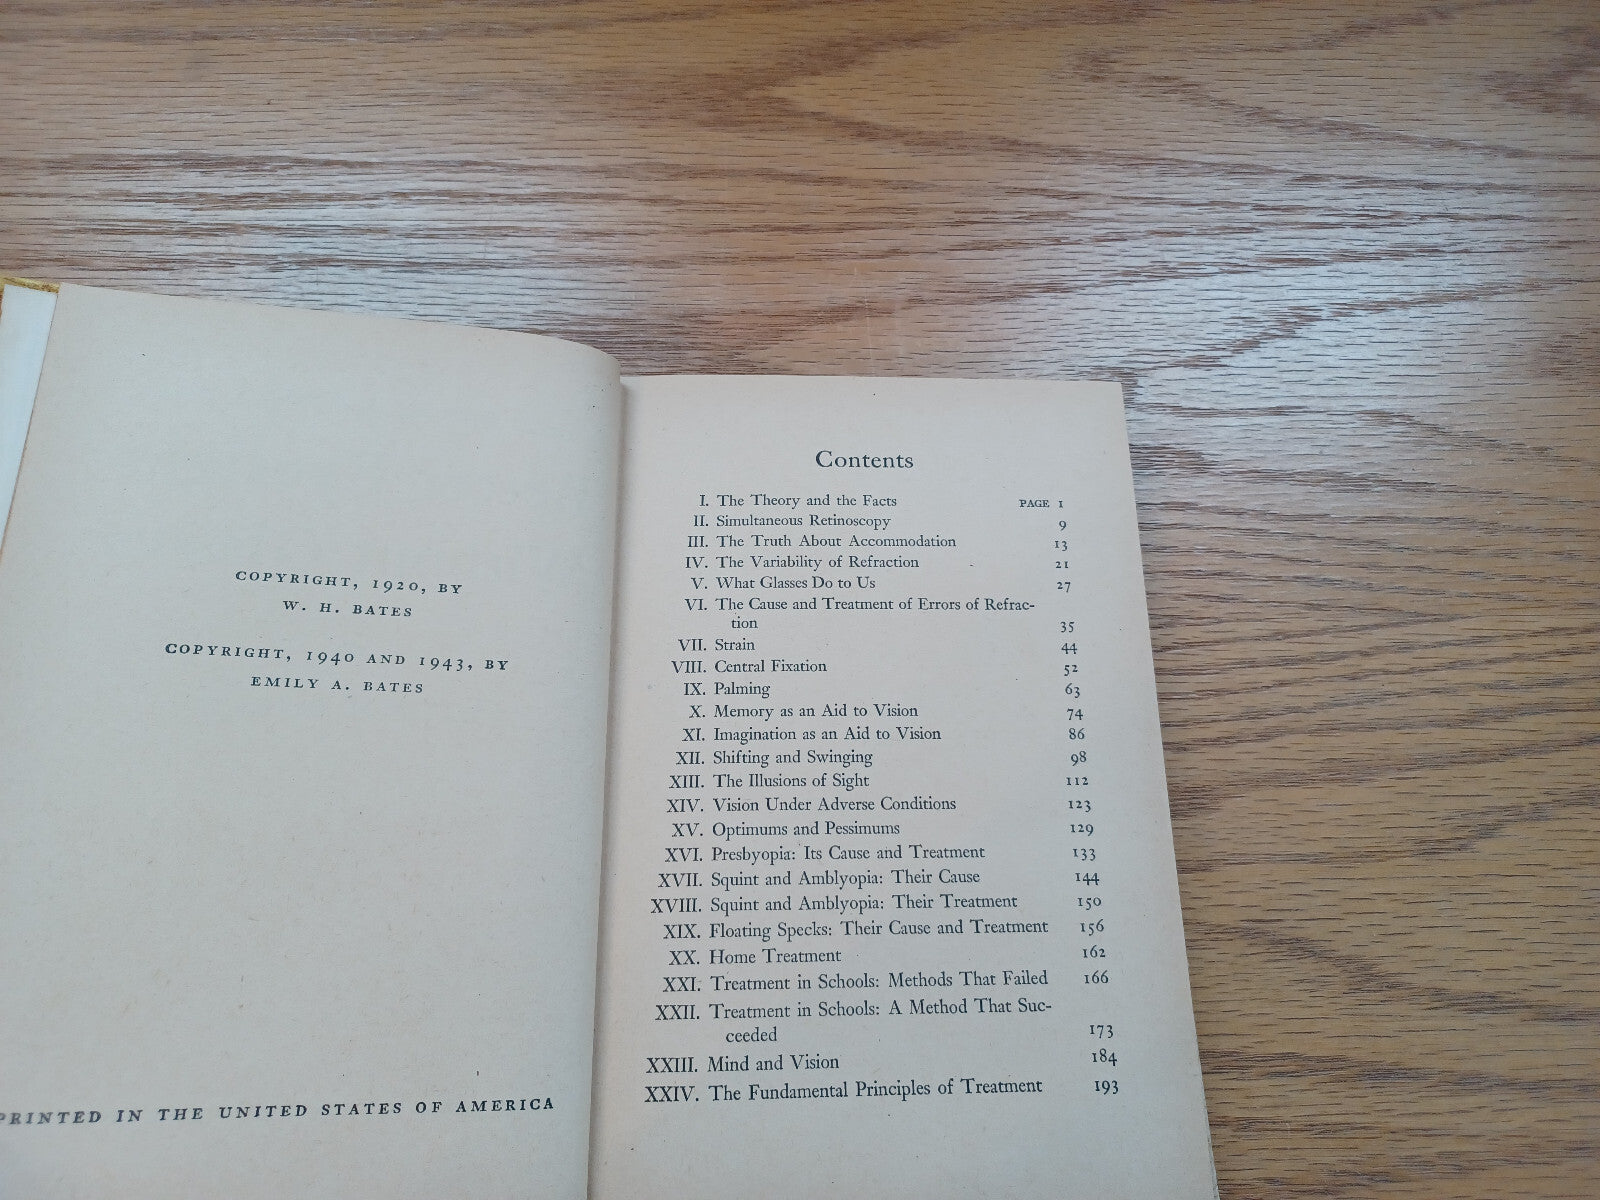 COPYRIGHT, 1920, BY
W. H. BATES
COPYRIGHT, 1940 AND 1943, BY
EMILY A. BATES
PRINTED IN THE UNITED STATES OF AMERICA
Contents
I. The Theory and the Facts PAGE 1
II. Simultaneous Retinoscopy 9
III. The Truth About Accommodation 13
IV. The Variability of Refraction 21
V. What Glasses Do to Us 27
VI. The Cause and Treatment of Errors of Refrac-
tion 35
VII. Strain 44
VIII. Central Fixation 52
IX. Palming 63
X. Memory as an Aid to Vision 74
XI. Imagination as an Aid to Vision 86
XII. Shifting and Swinging 98
XIII. The Illusions of Sight 112
XIV. Vision Under Adverse Conditions 123
XV. Optimums and Pessimums 129
XVI. Presbyopia: Its Cause and Treatment 133
XVII. Squint and Amblyopia: Their Cause 144
XVIII. Squint and Amblyopia: Their Treatment 150
XIX. Floating Specks: Their Cause and Treatment 156
XX. Home Treatment 162
XXI. Treatment in Schools: Methods That Failed 166
XXII. Treatment in Schools: A Method That Suc-
ceeded 173
XXIII. Mind and Vision 184
XXIV. The Fundamental Principles of Treatment 193